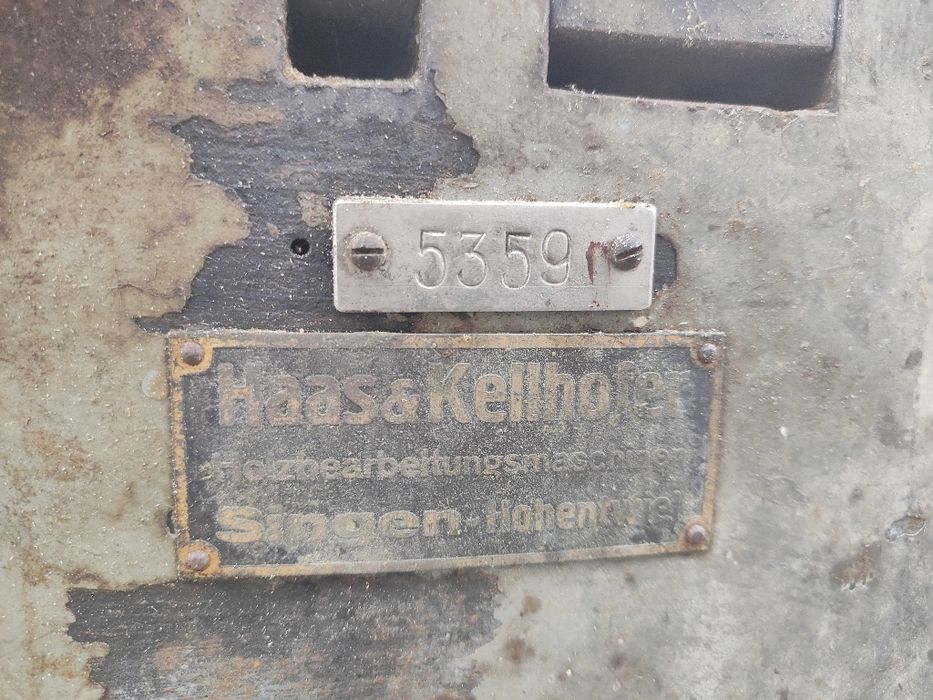 5359
Haas & Kellhofer
Holzbearbeitungsmaschinen
Singen - Hohentwiel